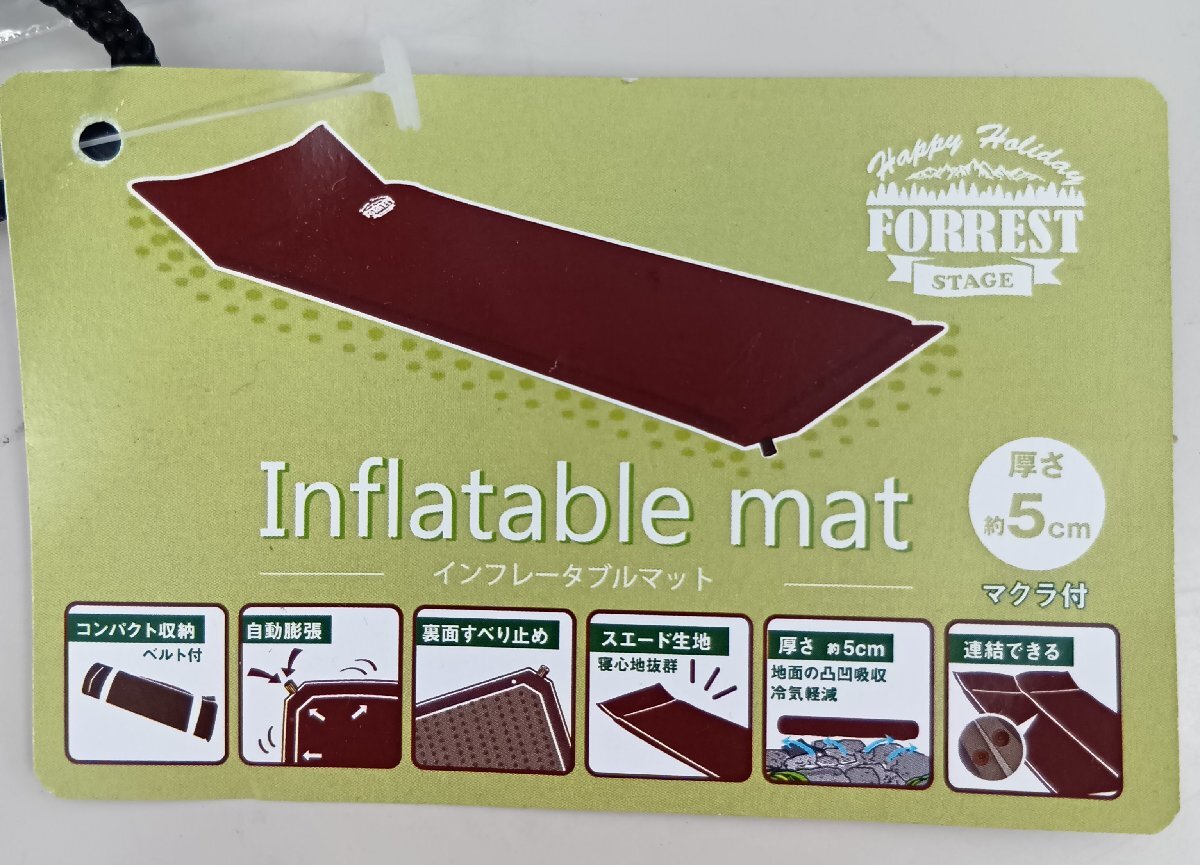 Happy Holiday
FORREST
STAGE
Inflatable mat
インフレータブルマット
厚さ
約5cm
マクラ付
コンパクト収納
ベルト付
自動膨張
裏面すべり止め
スエード生地
寝心地抜群
厚さ 約5cm
地面の凸凹吸収
冷気軽減
連結できる